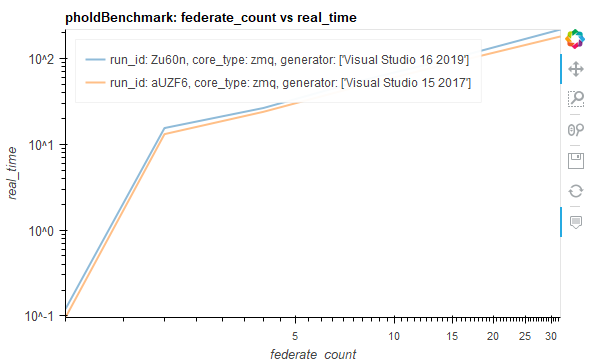 pholdBenchmark: federate_count vs real_time
run_id: Zu60n, core_type: zmq, generator: ['Visual Studio 16 2019']
run_id: aUZF6, core_type: zmq, generator: ['Visual Studio 15 2017']
real_time
10^2
10^1
10^0
10^-1
5
10
15
20
25
30
federate_count